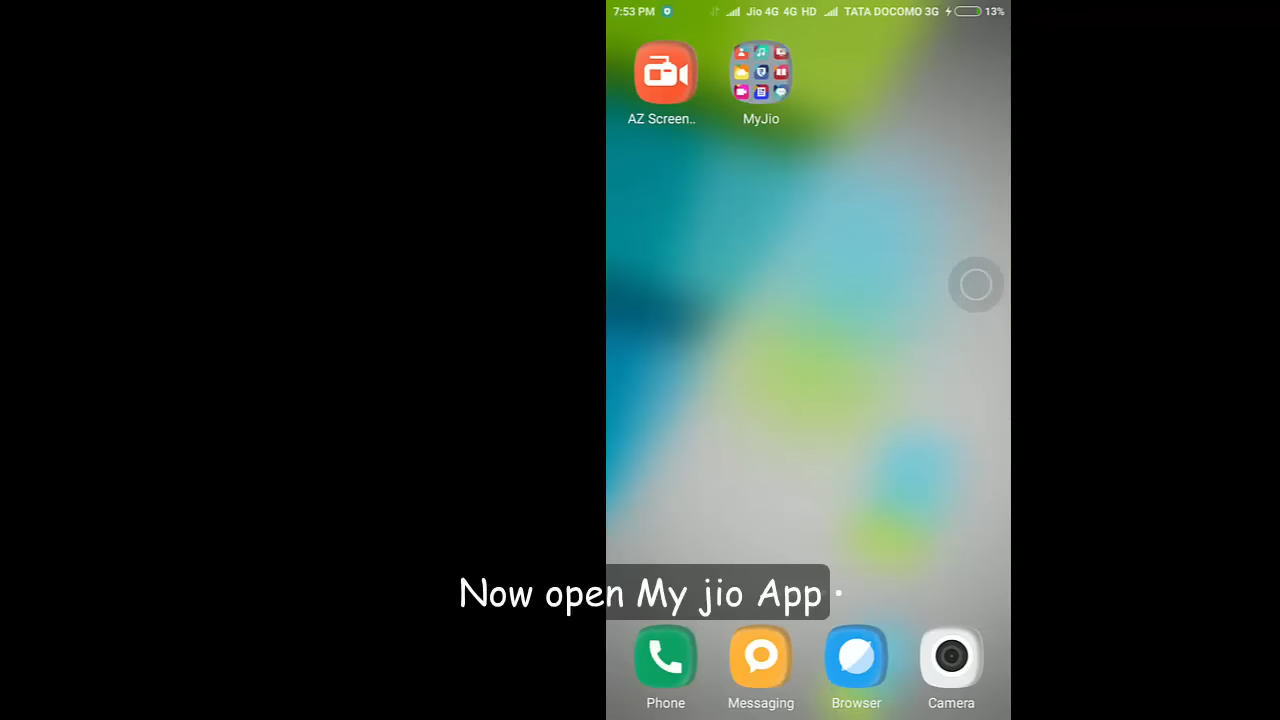 7:53 PM Jio 4G 4G HD TATA DOCOMO 3G 13%
AZ Screen.. MyJio
Now open My jio App •
Phone Messaging Browser Camera